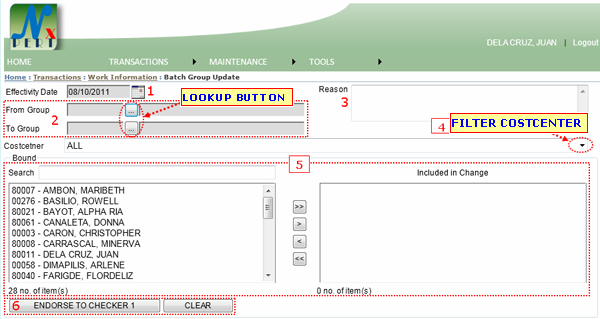 Nx
PERT
DELA CRUZ, JUAN | Logout
HOME TRANSACTIONS MAINTENANCE TOOLS
Home : Transactions : Work Information : Batch Group Update
Effectivity Date 08/10/2011 1 Reason
3
LOOKUP BUTTON
From Group ...
2
To Group ...
4 FILTER COSTCENTER
Costcetner ALL
Bound
5
Search Included in Change
80007 - AMBON, MARIBETH
00276 - BASILIO, ROWELL
00021 - BAYOT, ALPHA RIA
80061 - CANALETA, DONNA
00003 - CARON, CHRISTOPHER
00008 - CARRASCAL, MINERVA
80011 - DELA CRUZ, JUAN
00058 - DIMAPILIS, ARLENE
80040 - FARIGDE, FLORDELIZ
>>
>
<
<<
28 no. of item(s) 0 no. of item(s)
6 ENDORSE TO CHECKER 1 CLEAR